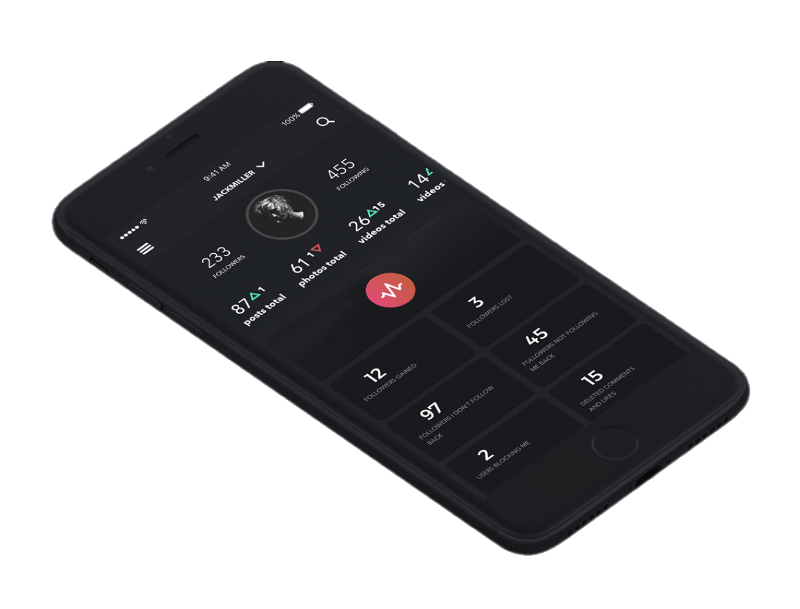 9:41 AM
100%
JACKMILLER
233
FOLLOWERS
455
FOLLOWING
87 1
posts total
61 1
photos total
26 15
videos total
14
videos
12
FOLLOWERS GAINED
3
FOLLOWERS LOST
97
FOLLOWERS I DON'T FOLLOW
BACK
45
FOLLOWERS NOT FOLLOWING
ME BACK
2
USERS BLOCKING ME
15
DELETED COMMENTS
AND LIKES